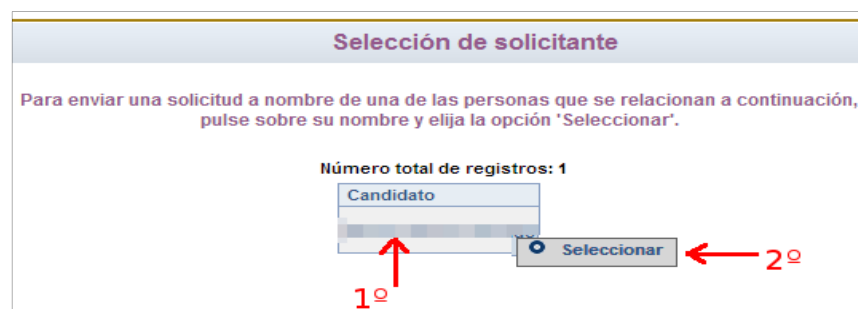 Selección de solicitante
Para enviar una solicitud a nombre de una de las personas que se relacionan a continuación,
pulse sobre su nombre y elija la opción 'Seleccionar'.
Número total de registros: 1
Candidato
Seleccionar
2º
1º